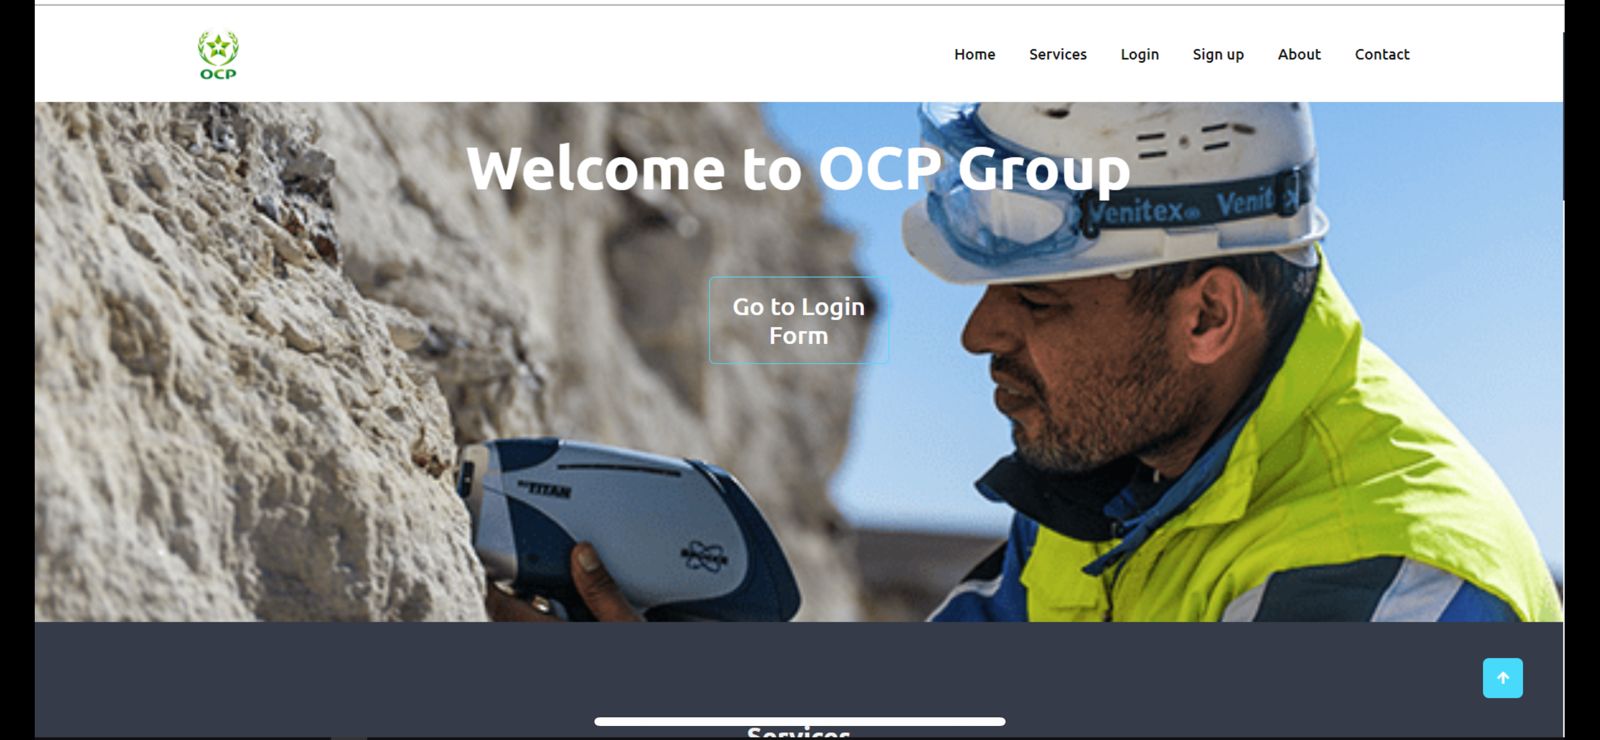 OCP
Home Services Login Sign up About Contact
Welcome to OCP Group
Venitex® Venit
Go to Login
Form
TITAN
BRUKER
Services